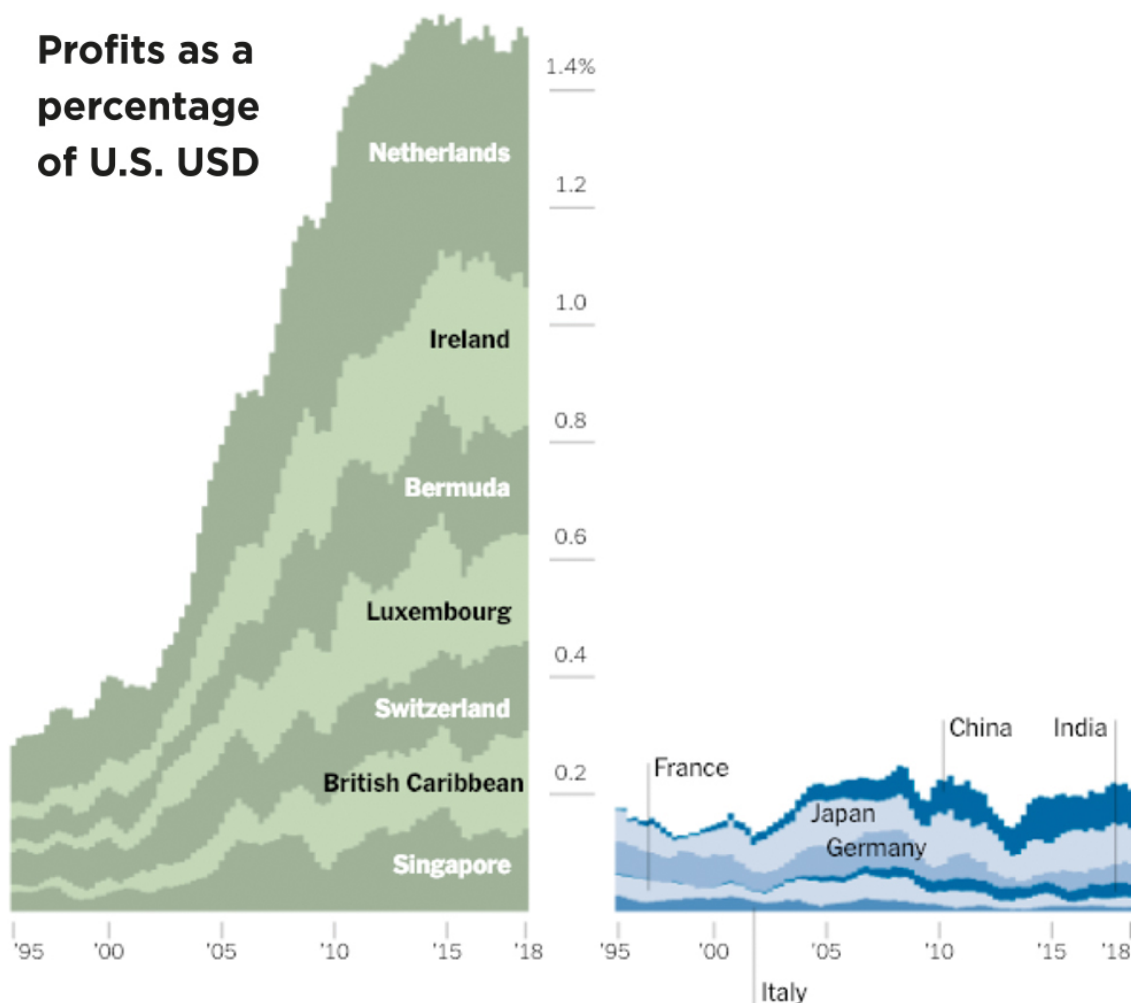 Profits as a
percentage
of U.S. USD
1.4%
1.2
1.0
0.8
0.6
0.4
0.2
Netherlands
Ireland
Bermuda
Luxembourg
Switzerland
British Caribbean
Singapore
'95 '00 '05 '10 '15 '18
China India
France
Japan
Germany
'95 '00 '05 '10 '15 '18
Italy